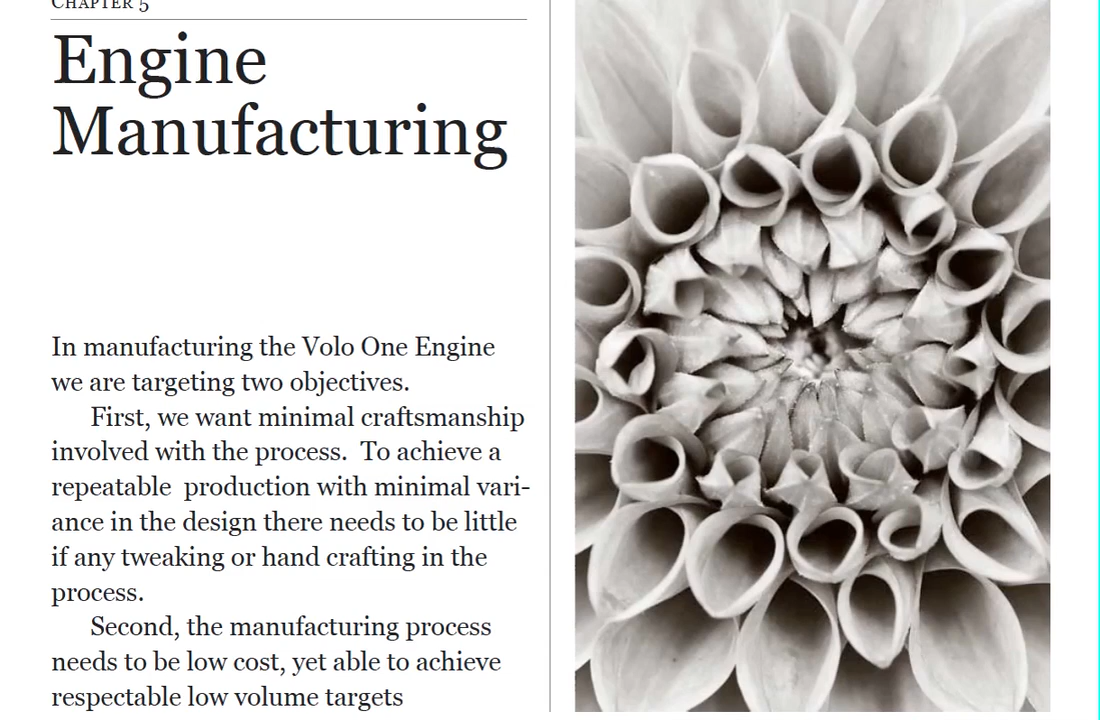 Chapter 5
Engine
Manufacturing
In manufacturing the Volo One Engine
we are targeting two objectives.
First, we want minimal craftsmanship
involved with the process.  To achieve a
repeatable  production with minimal vari-
ance in the design there needs to be little
if any tweaking or hand crafting in the
process.
Second, the manufacturing process
needs to be low cost, yet able to achieve
respectable low volume targets